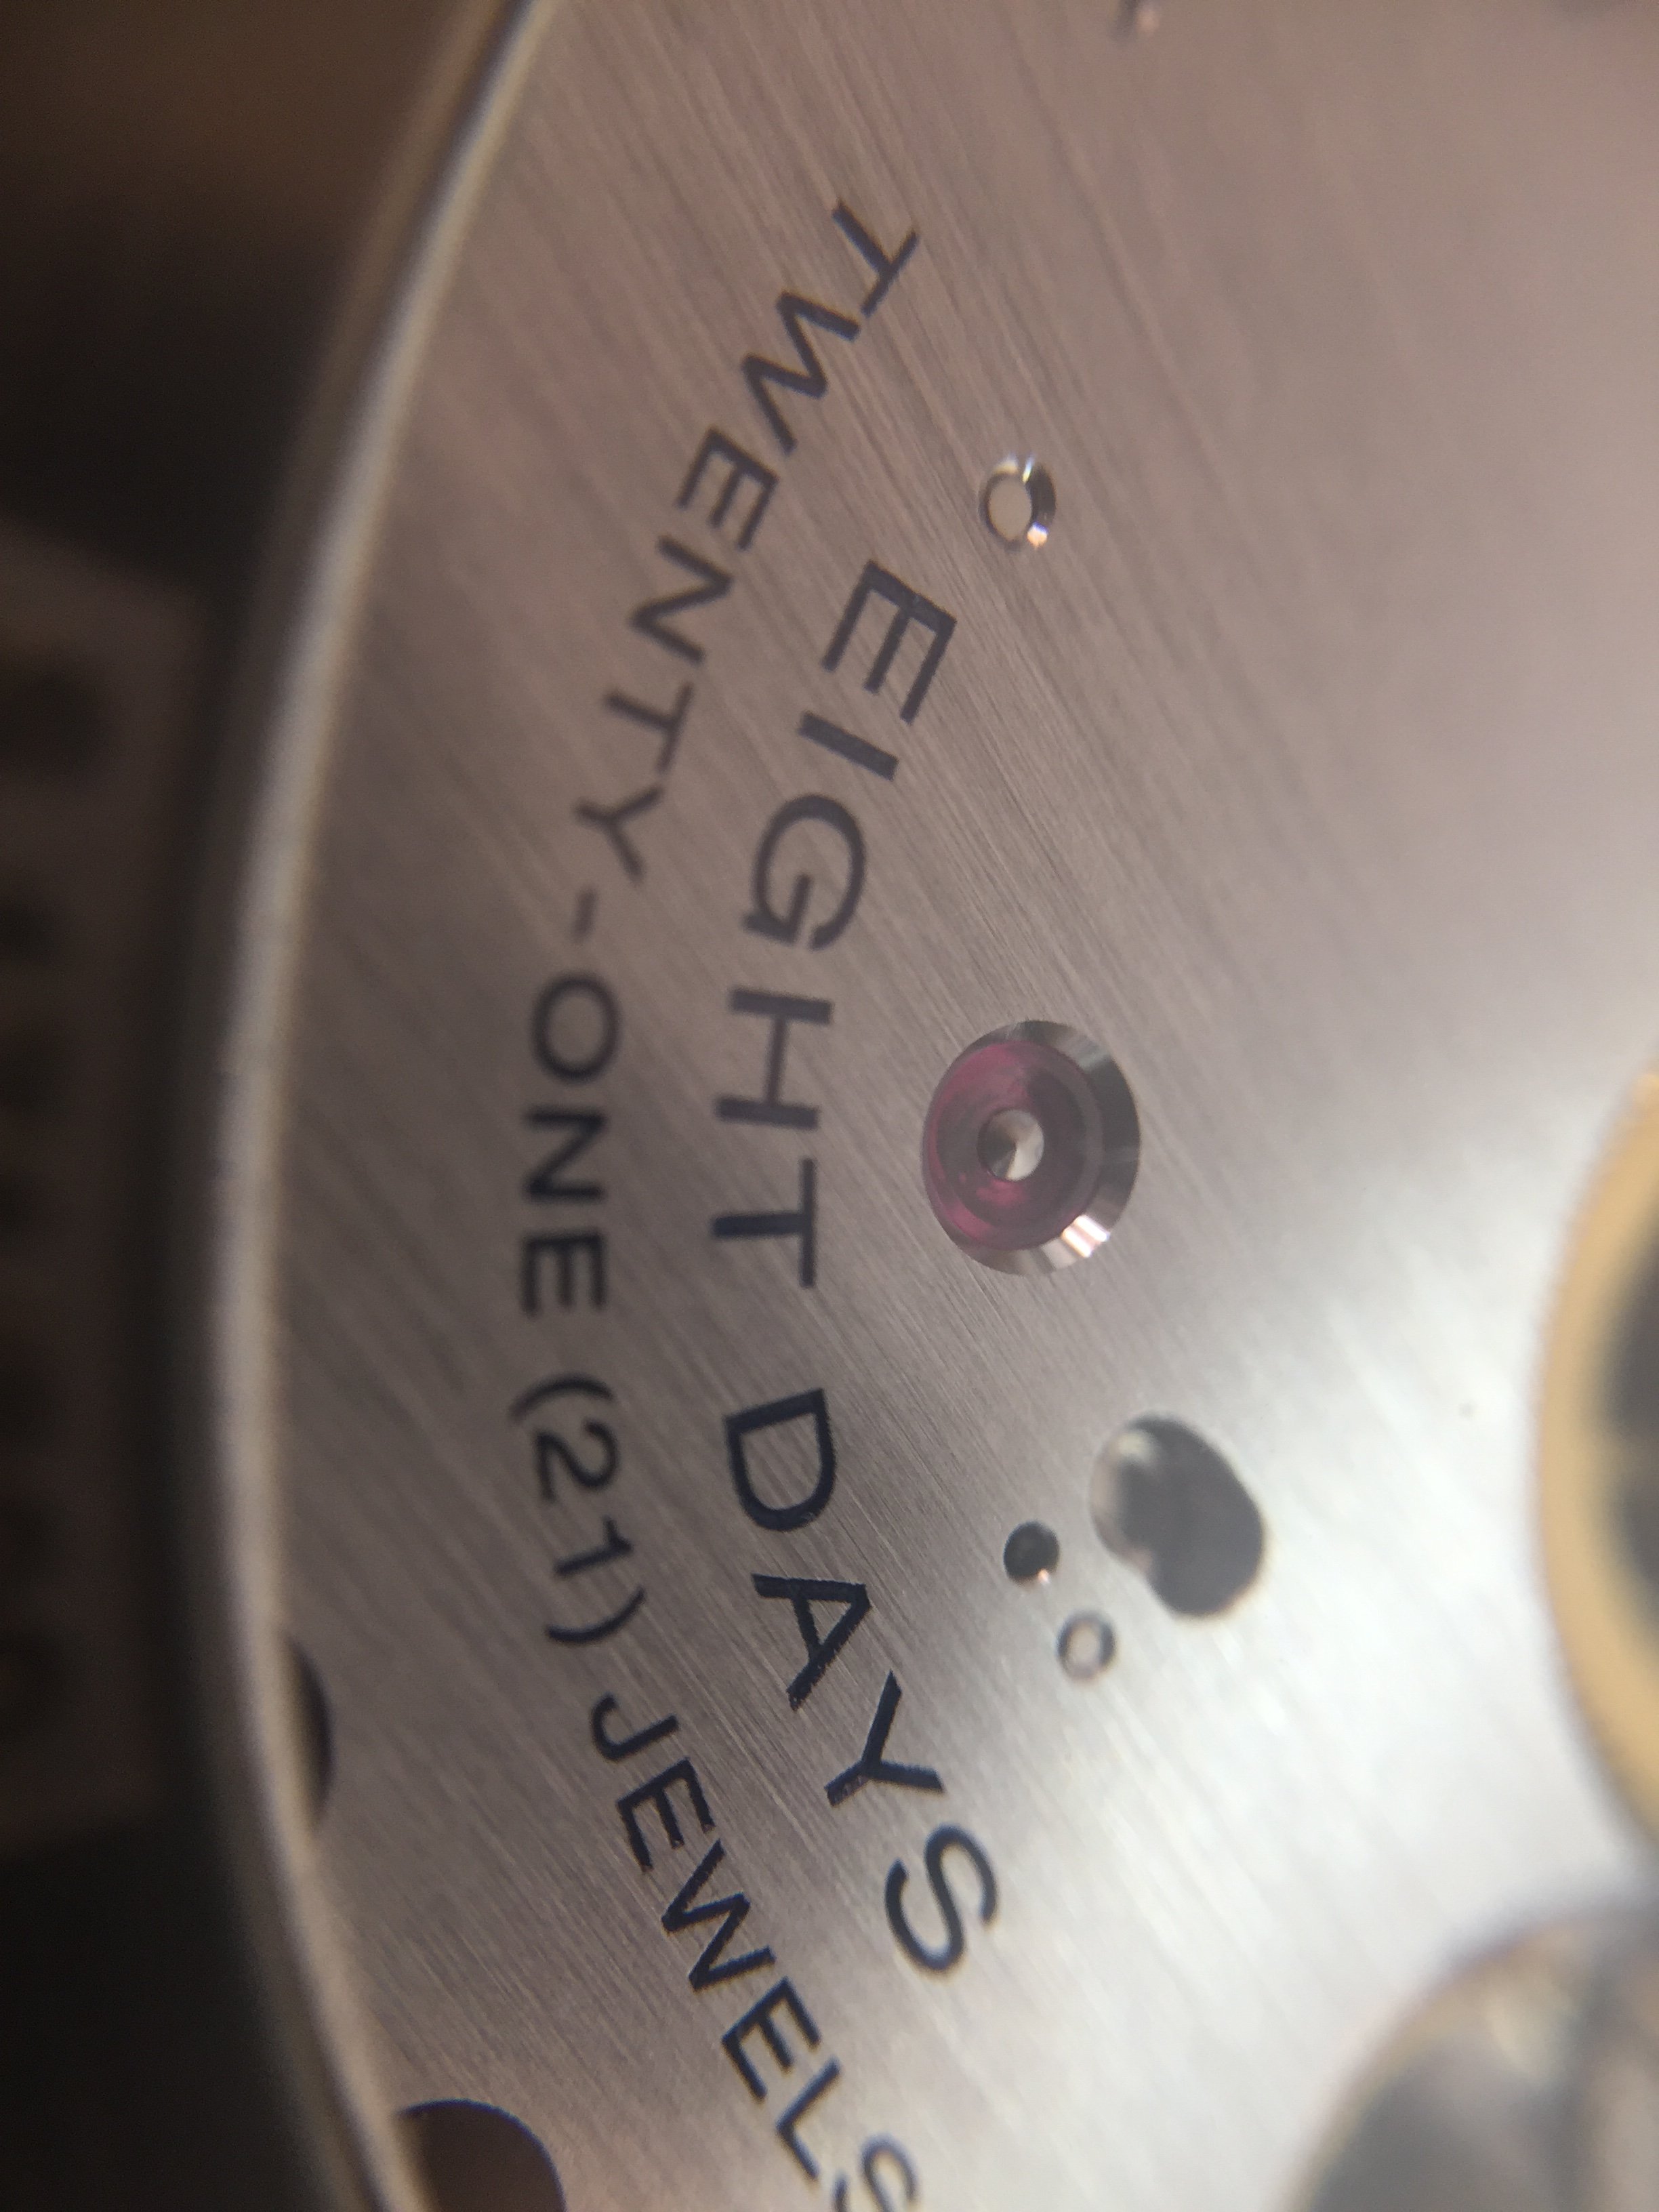 EIGHT DAYS
TWENTY-ONE (21) JEWELS